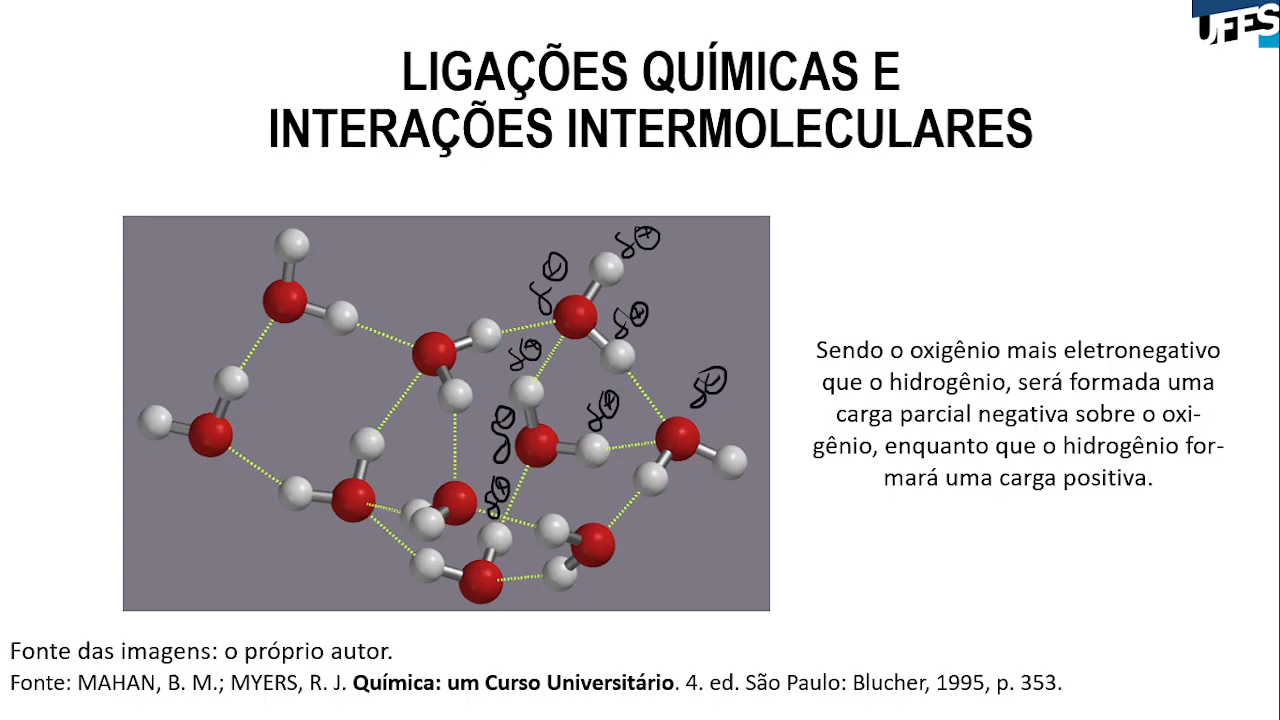 UFES
LIGAÇÕES QUÍMICAS E
INTERAÇÕES INTERMOLECULARES
δ⊕
δ⊖
δ⊕
δ⊕
δ⊖
δ⊕
δ⊖
δ⊕
Sendo o oxigênio mais eletronegativo
que o hidrogênio, será formada uma
carga parcial negativa sobre o oxi-
gênio, enquanto que o hidrogênio for-
mará uma carga positiva.
Fonte das imagens: o próprio autor.
Fonte: MAHAN, B. M.; MYERS, R. J. Química: um Curso Universitário. 4. ed. São Paulo: Blucher, 1995, p. 353.